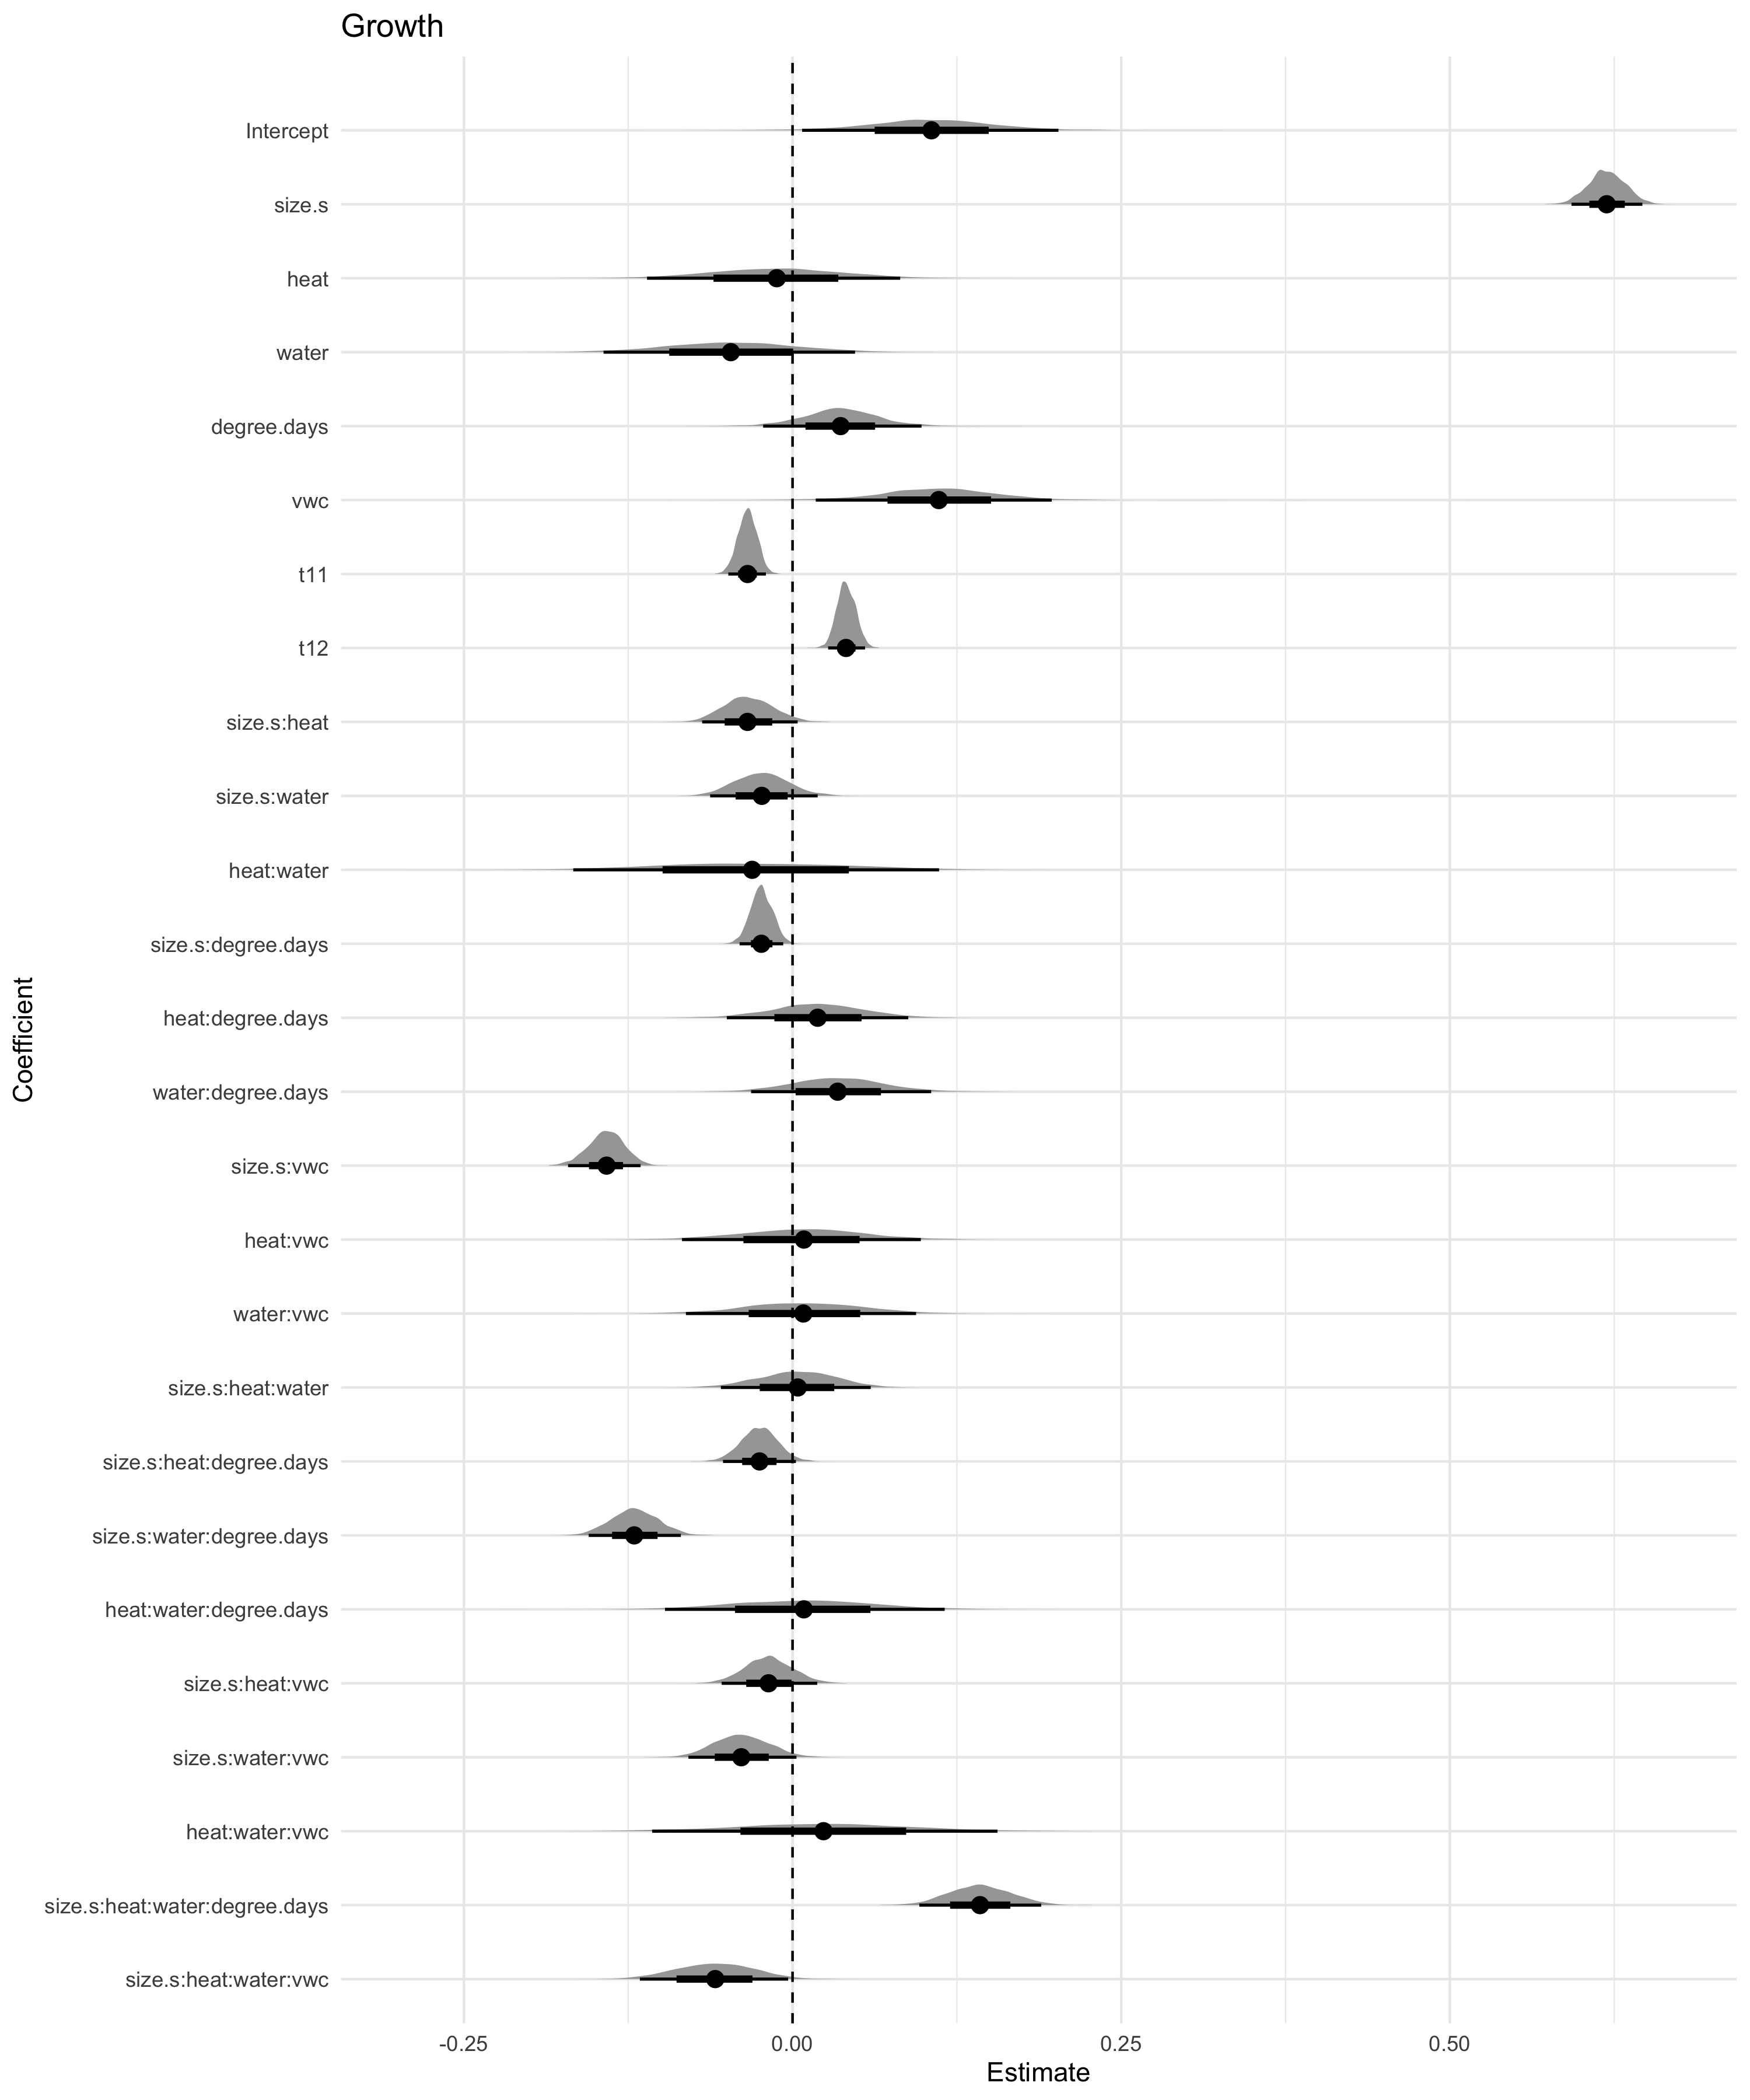 Growth
Intercept
size.s
heat
water
degree.days
vwc
t11
t12
size.s:heat
size.s:water
heat:water
size.s:degree.days
heat:degree.days
water:degree.days
size.s:vwc
heat:vwc
water:vwc
size.s:heat:water
size.s:heat:degree.days
size.s:water:degree.days
heat:water:degree.days
size.s:heat:vwc
size.s:water:vwc
heat:water:vwc
size.s:heat:water:degree.days
size.s:heat:water:vwc
Coefficient
-0.25 0.00 0.25 0.50
Estimate